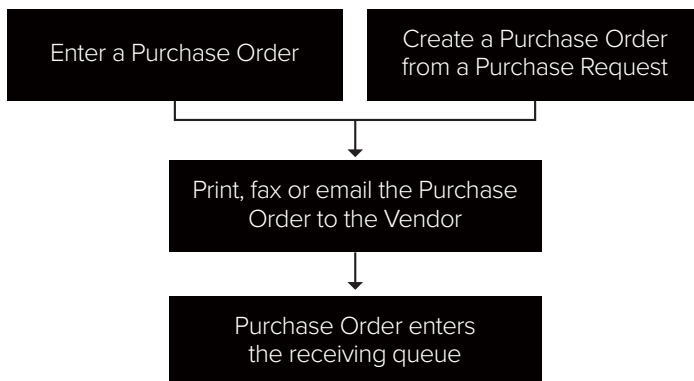 Enter a Purchase Order
Create a Purchase Order
from a Purchase Request
Print, fax or email the Purchase
Order to the Vendor
Purchase Order enters
the receiving queue